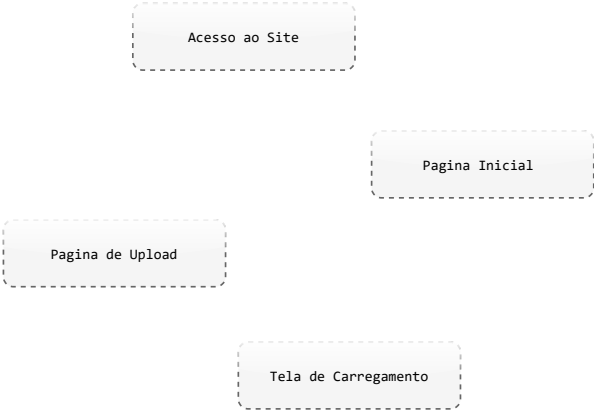 Acesso ao Site
Pagina Inicial
Pagina de Upload
Tela de Carregamento